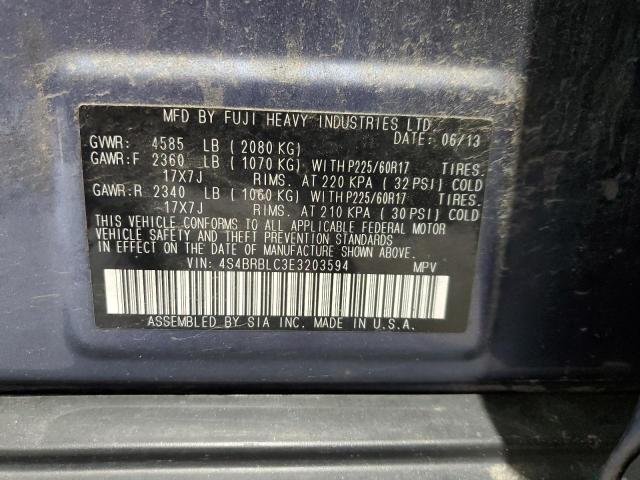 MFD BY FUJI HEAVY INDUSTRIES LTD
DATE: 06/13
GVWR: 4585 LB (2080 KG)
GAWR:F 2360 LB (1070 KG) WITH P225/60R17 TIRES.
17X7J RIMS. AT 220 KPA (32 PSI) COLD
GAWR:R 2340 LB (1060 KG) WITH P225/60R17 TIRES.
17X7J RIMS. AT 210 KPA (30 PSI) COLD
THIS VEHICLE CONFORMS TO ALL APPLICABLE FEDERAL MOTOR
VEHICLE SAFETY AND THEFT PREVENTION STANDARDS
IN EFFECT ON THE DATE OF MANUFACTURE SHOWN ABOVE.
VIN: 4S4BRBLC3E3203594 MPV
ASSEMBLED BY SIA INC. MADE IN U.S.A.